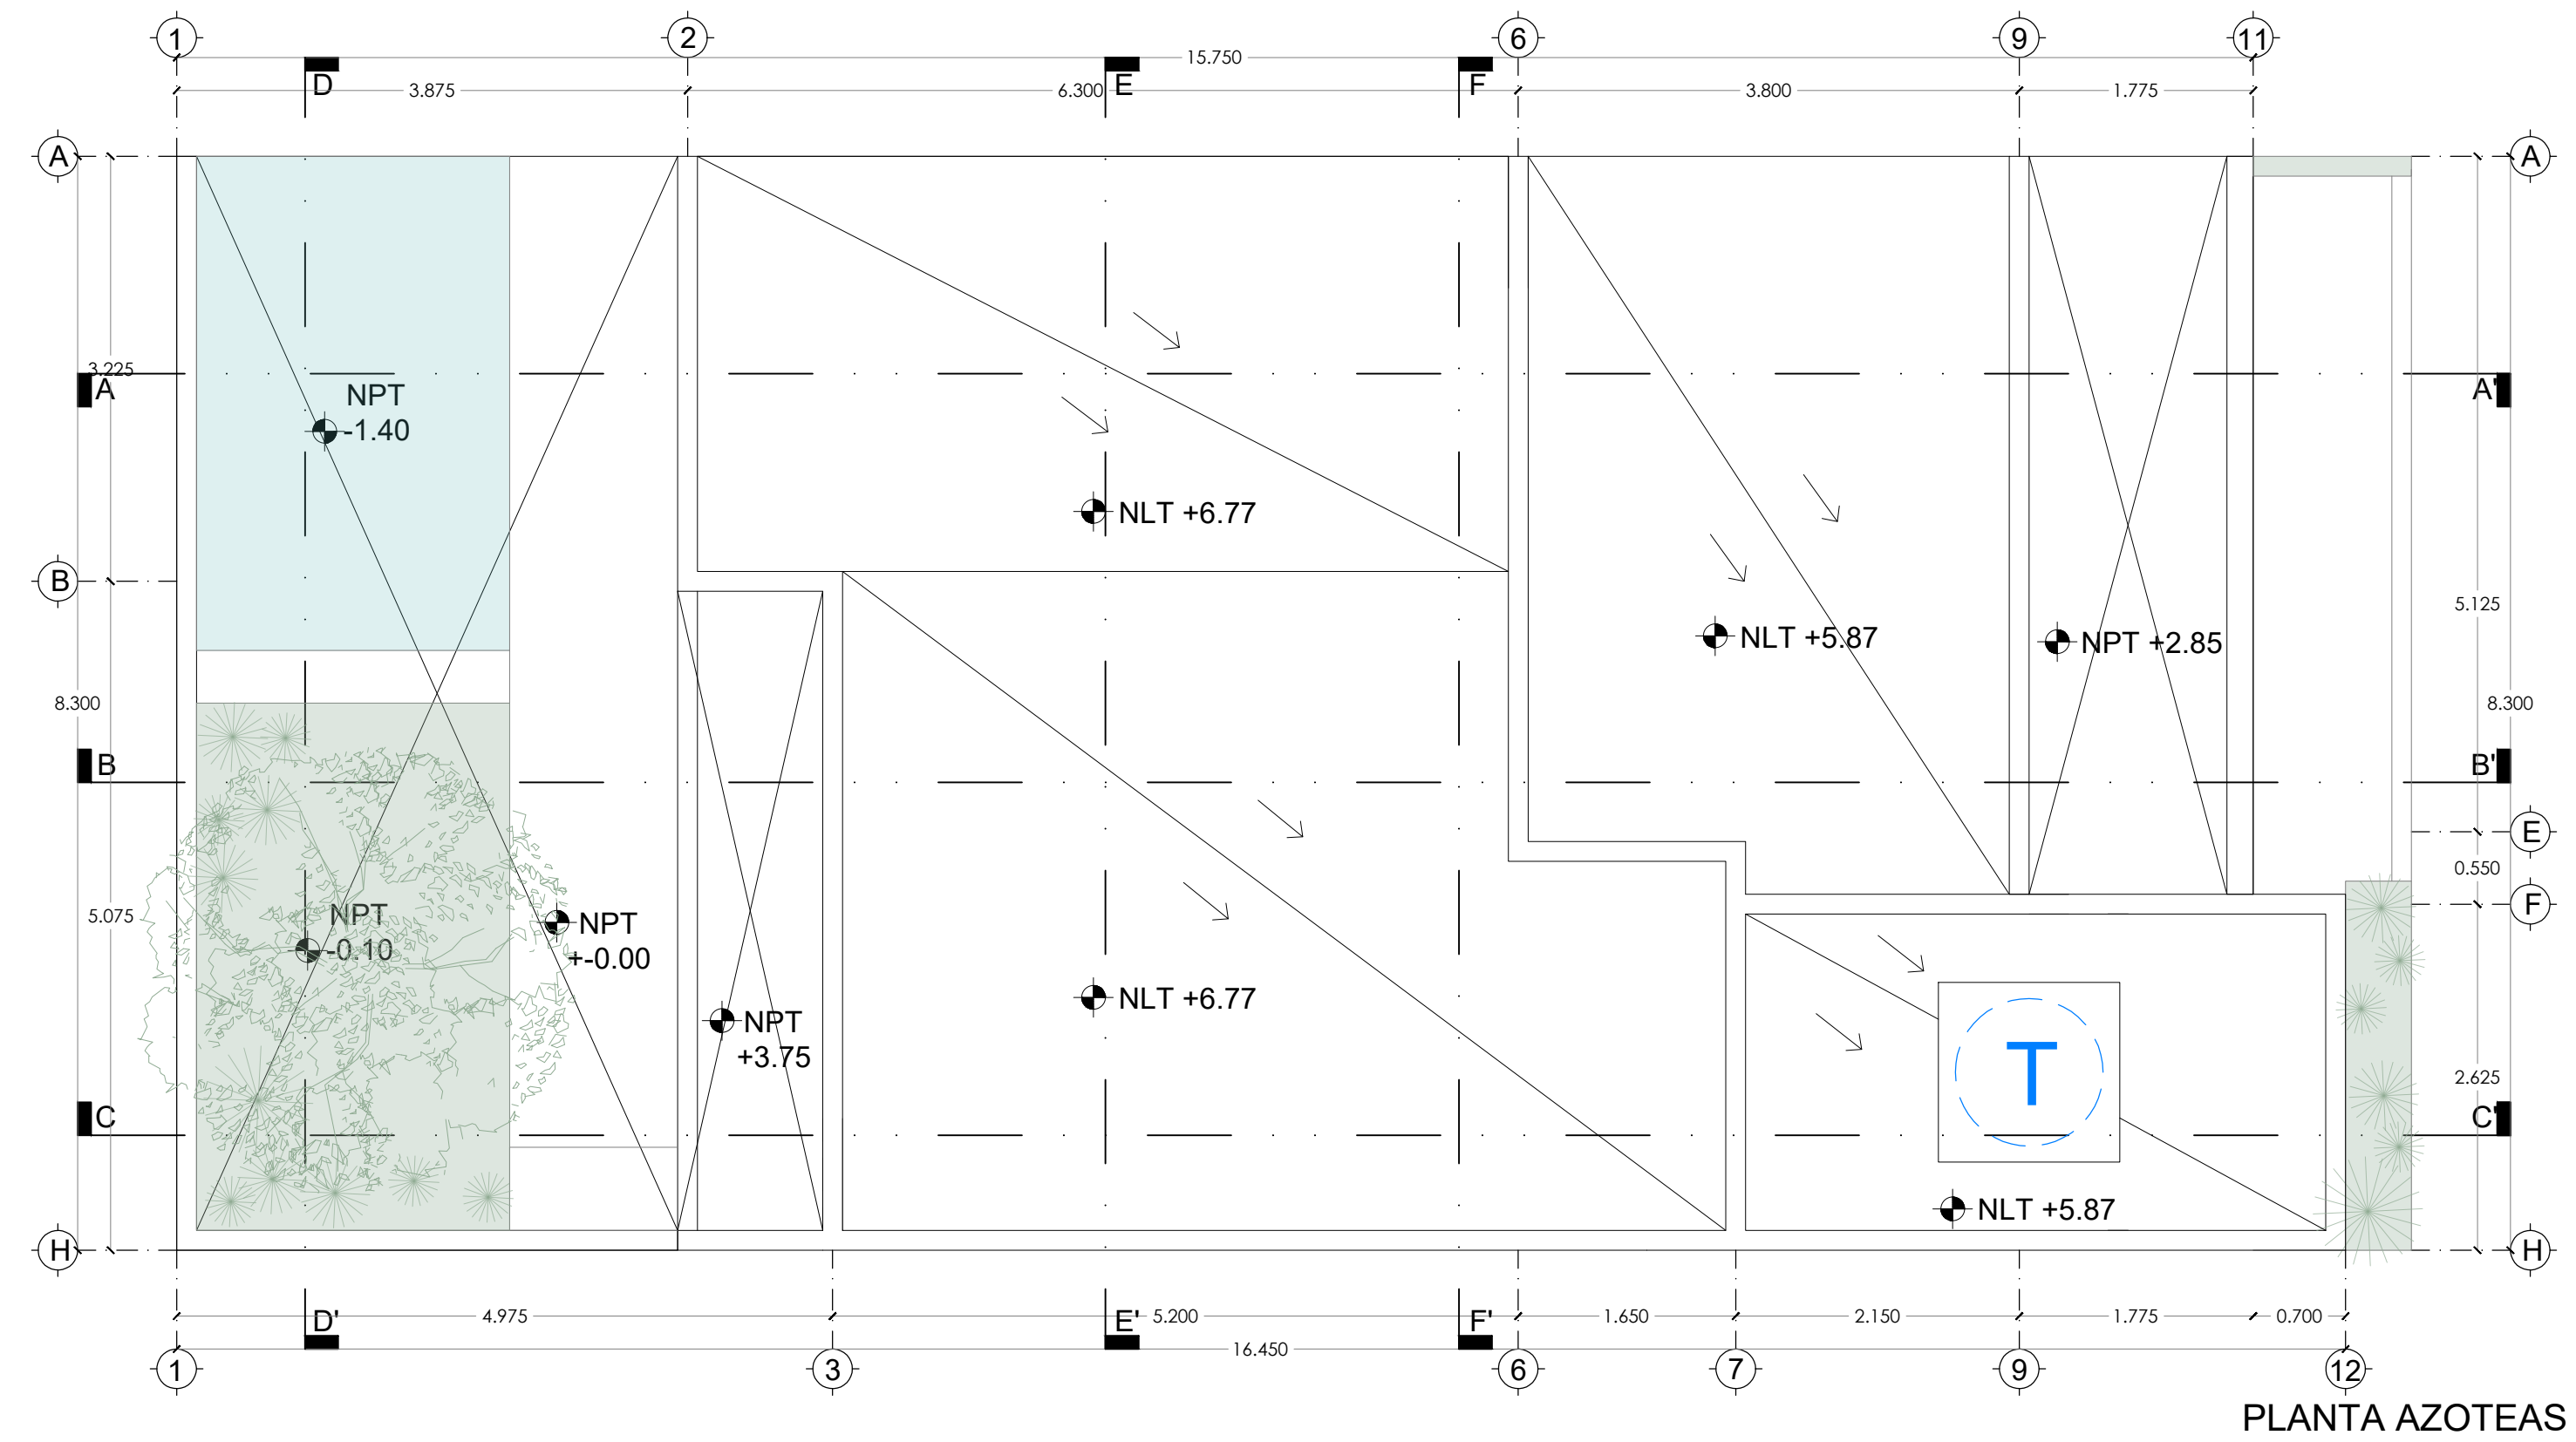 1 2 6 9 11
15.750
D E F
3.875 6.300 3.800 1.775
A A
3.225
A A'
NPT
-1.40
NLT +6.77
B
5.125
NLT +5.87 NPT +2.85
8.300 8.300
B B'
E
0.550
F
5.075
NPT
-0.10
NPT
+-0.00
NLT +6.77
NPT
+3.75
T
2.625
C C'
NLT +5.87
H H
D' E' F'
4.975 5.200 1.650 2.150 1.775 0.700
16.450
1 3 6 7 9 12
PLANTA AZOTEAS